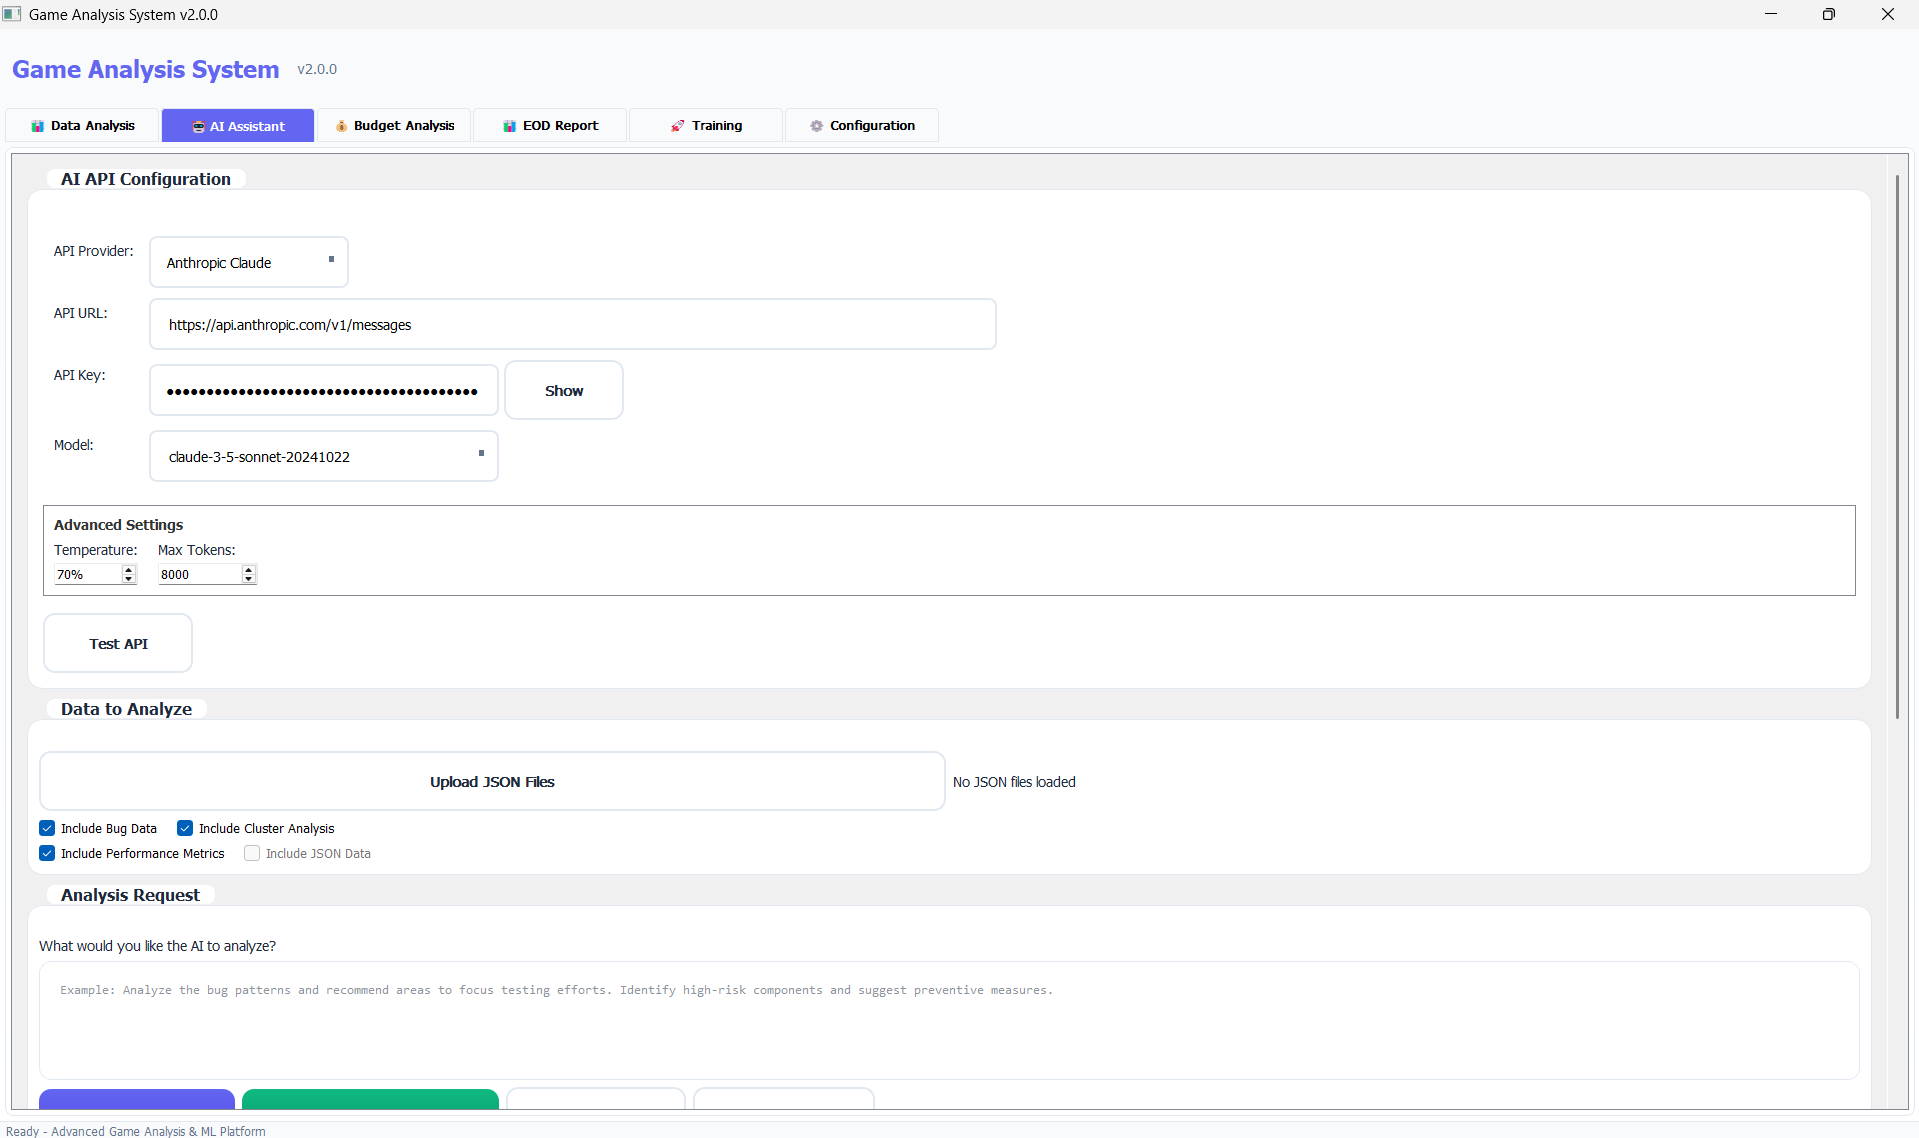 Game Analysis System v2.0.0
Game Analysis System v2.0.0
Data Analysis
AI Assistant
Budget Analysis
EOD Report
Training
Configuration
AI API Configuration
API Provider:
Anthropic Claude
API URL:
https://api.anthropic.com/v1/messages
API Key:
Show
Model:
claude-3-5-sonnet-20241022
Advanced Settings
Temperature: Max Tokens:
70% 8000
Test API
Data to Analyze
Upload JSON Files
No JSON files loaded
Include Bug Data Include Cluster Analysis
Include Performance Metrics Include JSON Data
Analysis Request
What would you like the AI to analyze?
Example: Analyze the bug patterns and recommend areas to focus testing efforts. Identify high-risk components and suggest preventive measures.
Ready - Advanced Game Analysis & ML Platform